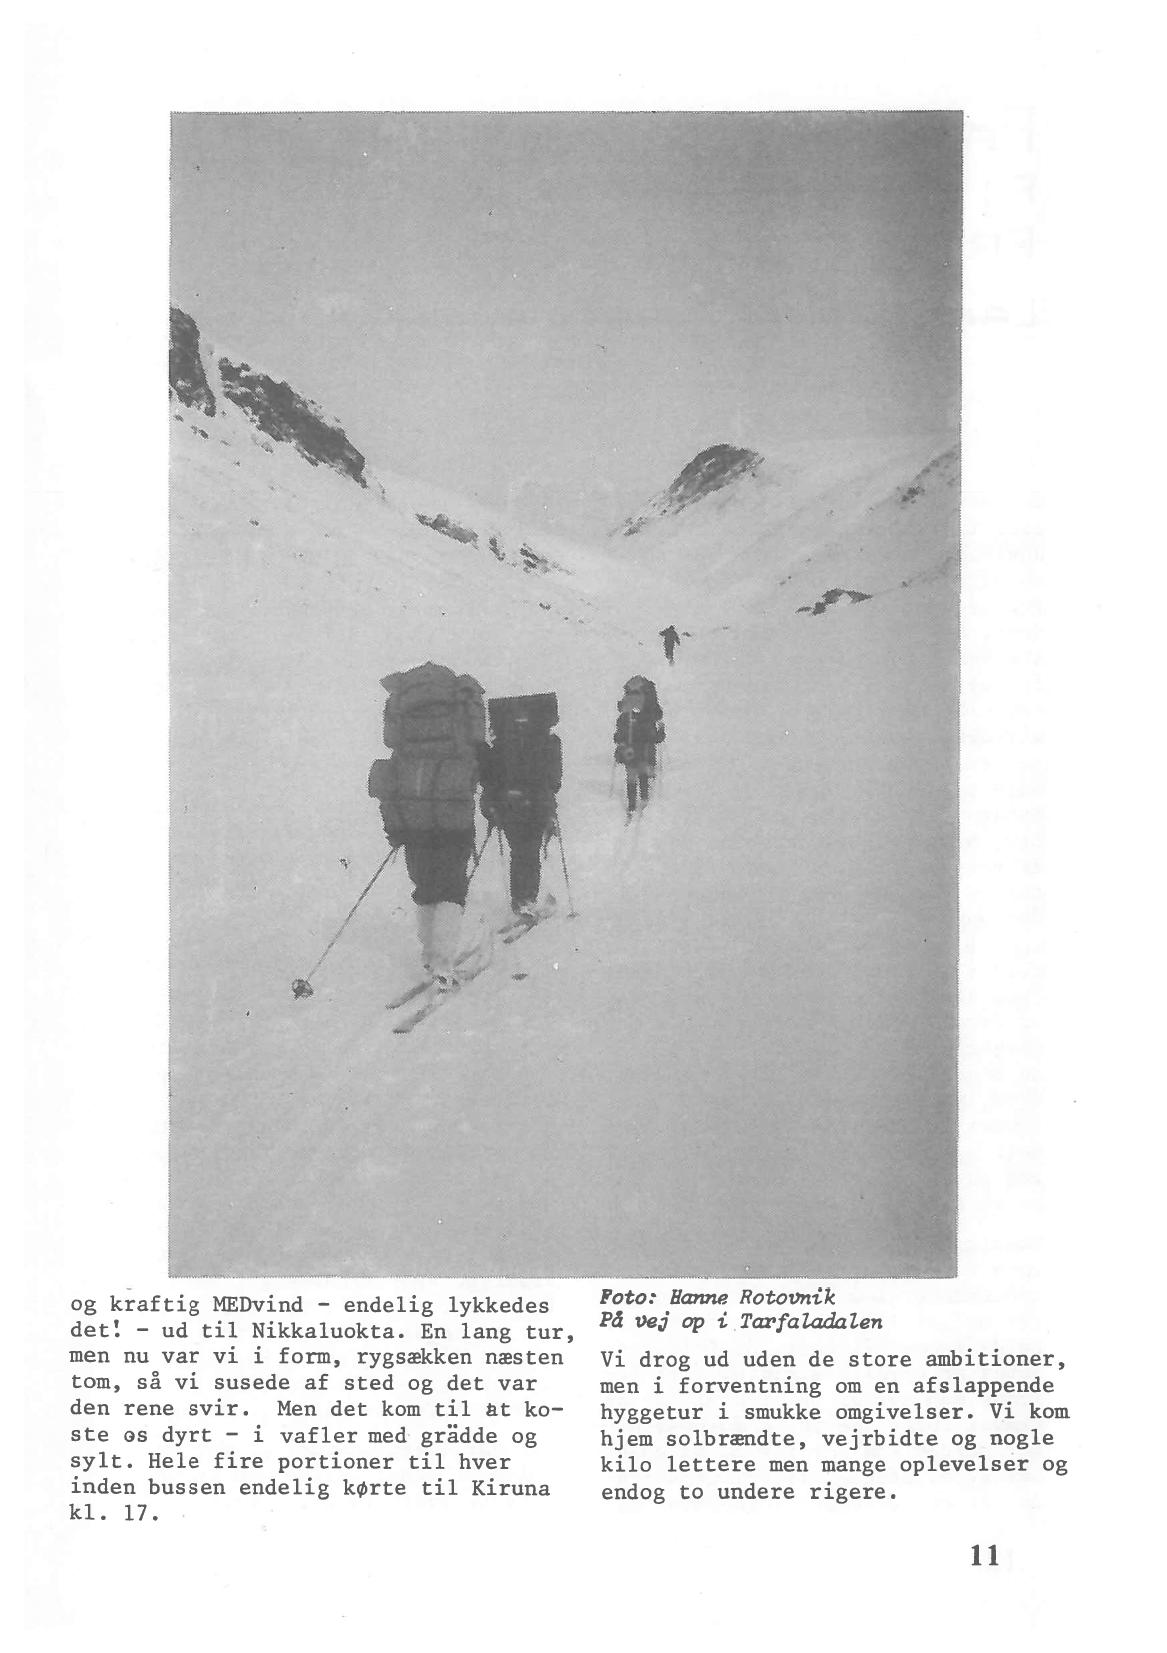 og kraftig MEDvind - endelig lykkedes
det! - ud til Nikkaluokta. En lang tur,
men nu var vi i form, rygsækken næsten
tom, så vi susede af sted og det var
den rene svir. Men det kom til at ko-
ste os dyrt - i vafler med grädde og
sylt. Hele fire portioner til hver
inden bussen endelig kørte til Kiruna
kl. 17.
Foto: Hanne Rotovnik
På vej op i Tarfaladalen
Vi drog ud uden de store ambitioner,
men i forventning om en afslappende
hyggetur i smukke omgivelser. Vi kom
hjem solbrændte, vejrbidte og nogle
kilo lettere men mange oplevelser og
endog to undere rigere.
11